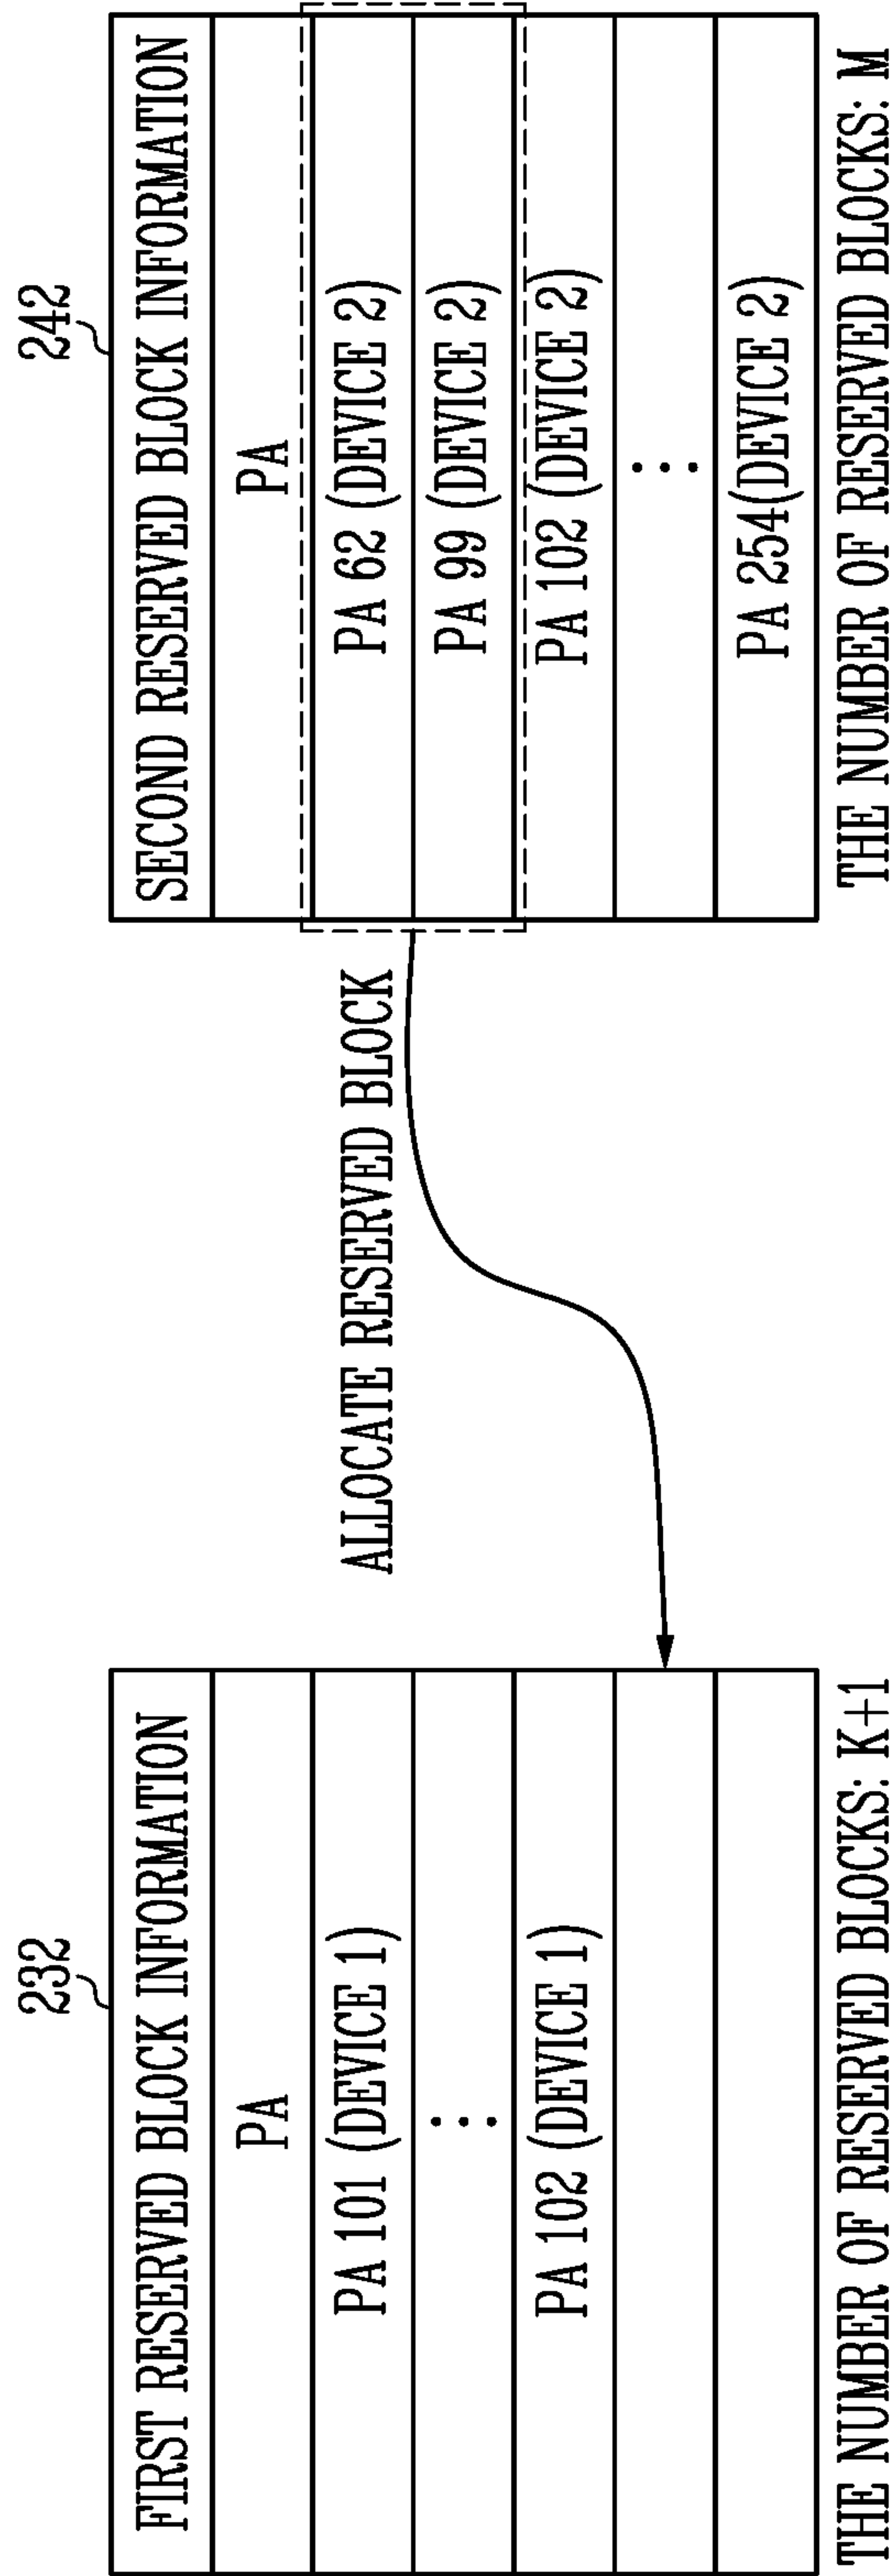 232
FIRST RESERVED BLOCK INFORMATION
PA
PA 101 (DEVICE 1)
⋮
PA 102 (DEVICE 1)
THE NUMBER OF RESERVED BLOCKS: K+1
ALLOCATE RESERVED BLOCK
242
SECOND RESERVED BLOCK INFORMATION
PA
PA 62 (DEVICE 2)
PA 99 (DEVICE 2)
PA 102 (DEVICE 2)
⋮
PA 254(DEVICE 2)
THE NUMBER OF RESERVED BLOCKS: M